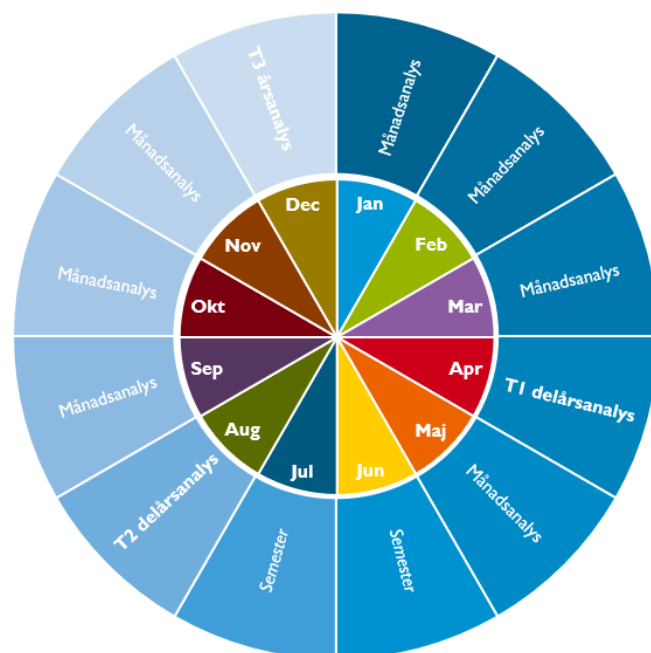 Jan
Månadsanalys
Feb
Månadsanalys
Mar
Månadsanalys
Apr
T1 delårsanalys
Maj
Månadsanalys
Jun
Semester
Jul
Semester
Aug
T2 delårsanalys
Sep
Månadsanalys
Okt
Månadsanalys
Nov
Månadsanalys
Dec
T3 årsanalys